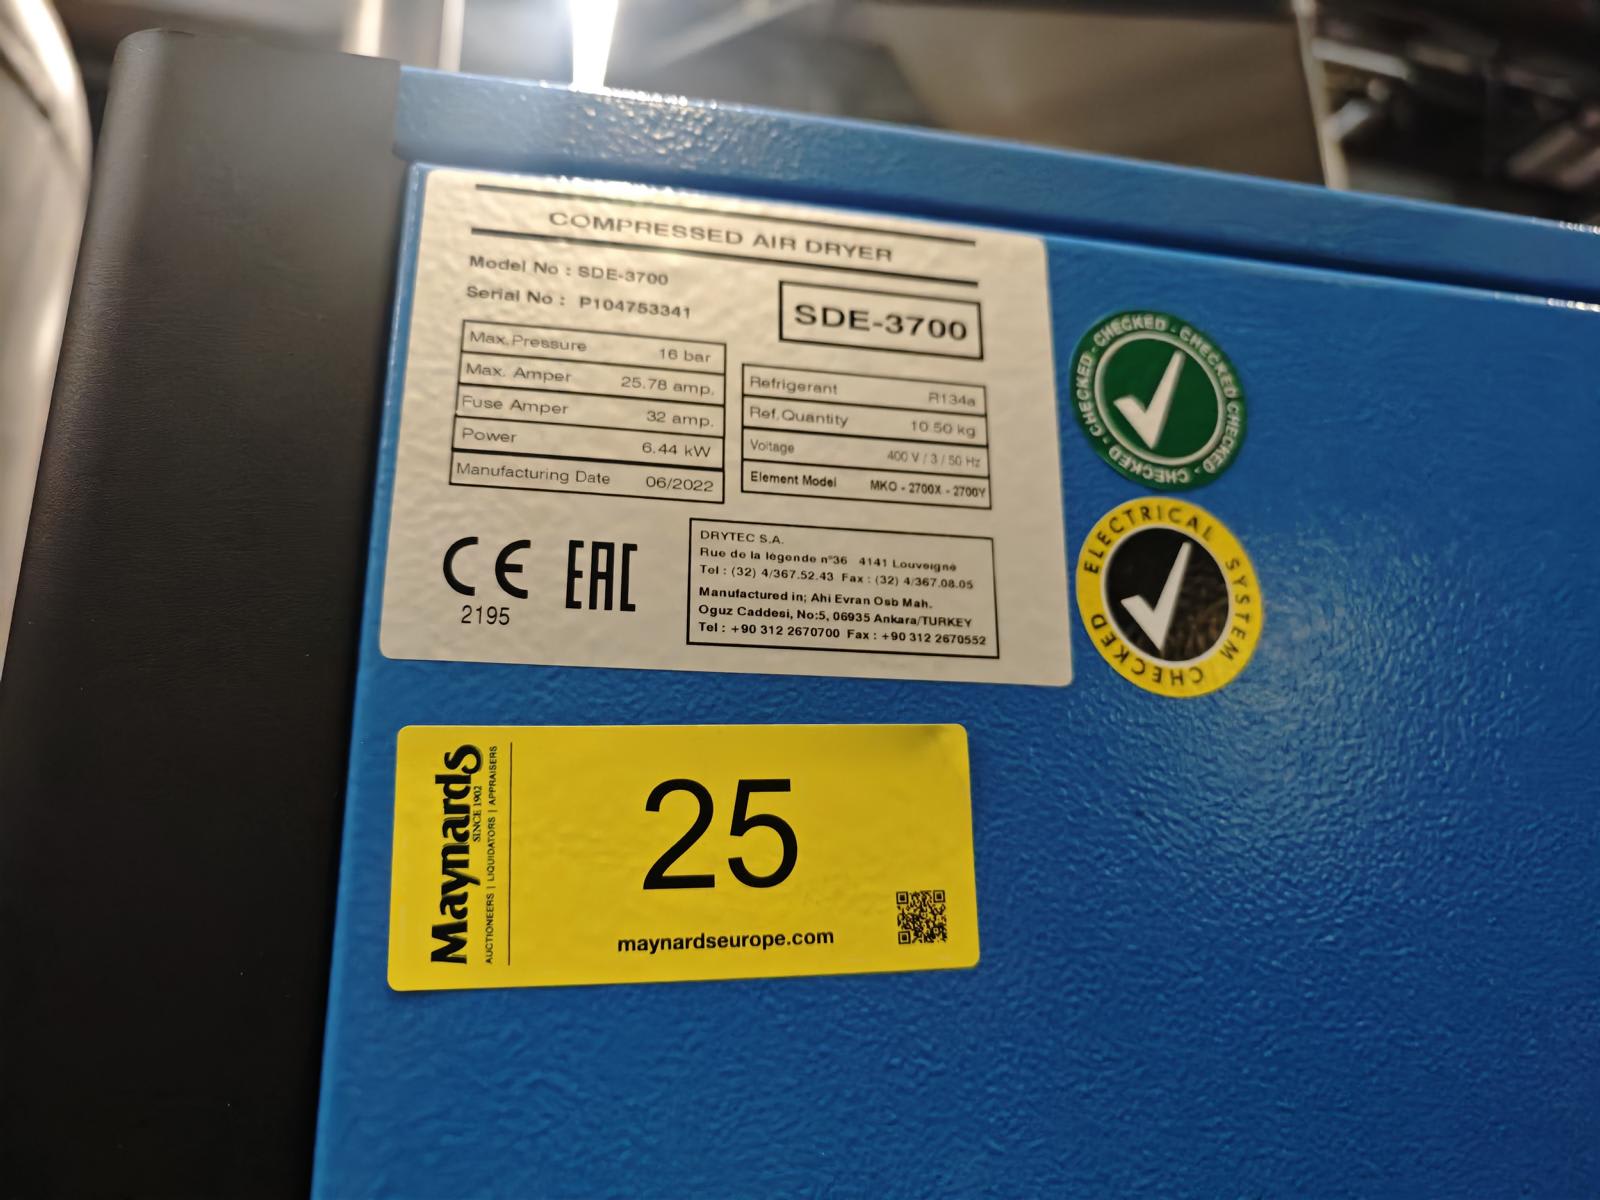 COMPRESSED AIR DRYER
Model No : SDE-3700
Serial No : P104753341
SDE-3700
Max.Pressure 16 bar
Max. Amper 25.78 amp.
Fuse Amper 32 amp.
Power 6.44 kW
Manufacturing Date 06/2022
Refrigerant R134a
Ref.Quantity 10.50 kg
Voltage 400 V / 3 / 50 Hz
Element Model MKO - 2700X - 2700Y
CE
2195
EAC
DRYTEC S.A.
Rue de la légende n°36 4141 Louveigné
Tel : (32) 4/367.52.43 Fax : (32) 4/367.08.05
Manufactured in; Ahi Evran Osb Mah.
Oguz Caddesi, No:5, 06935 Ankara/TURKEY
Tel : +90 312 2670700 Fax : +90 312 2670552
CHECKED - CHECKED - CHECKED - CHECKED -
ELECTRICAL SYSTEM CHECKED
Maynards
SINCE 1902
AUCTIONEERS | LIQUIDATORS | APPRAISERS
25
maynardseurope.com